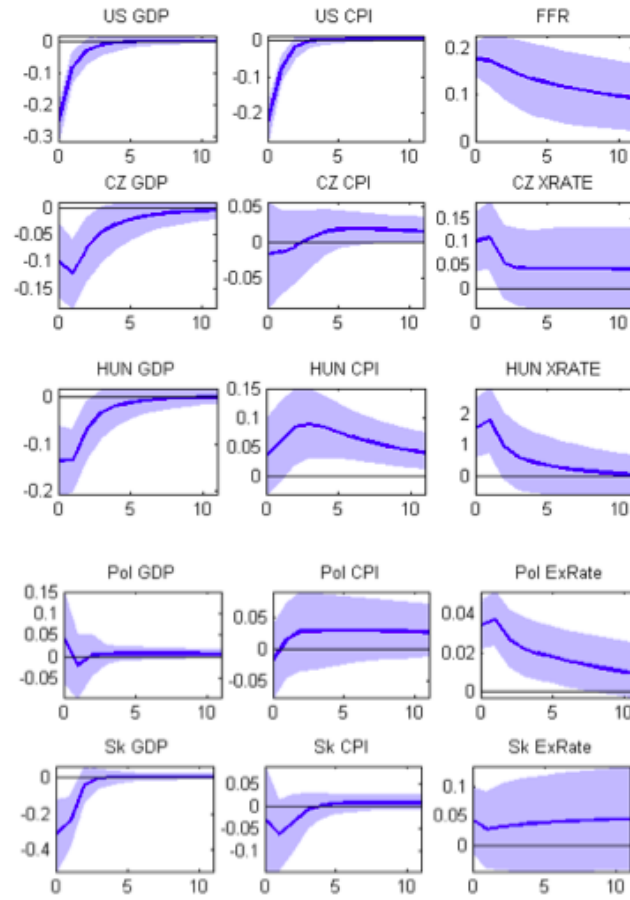 US GDP US CPI FFR
0 0 0.2
-0.1 -0.1 0.1
-0.2
-0.3 -0.2 0
0 5 10 0 5 10 0 5 10
CZ GDP CZ CPI CZ XRATE
0 0.05 0.15
-0.05 0 0.1
-0.1 0.05
-0.15 -0.05 0
0 5 10 0 5 10 0 5 10
HUN GDP HUN CPI HUN XRATE
0 0.15 2
-0.1 0.1 1
0.05
-0.2 0 0
0 5 10 0 5 10 0 5 10
Pol GDP Pol CPI Pol ExRate
0.15
0.1 0.05 0.04
0.05 0 0.02
0
-0.05 -0.05 0
0 5 10 0 5 10 0 5 10
Sk GDP Sk CPI Sk ExRate
0 0.05 0.1
-0.2 0 0.05
-0.4 -0.05 0
-0.1
0 5 10 0 5 10 0 5 10